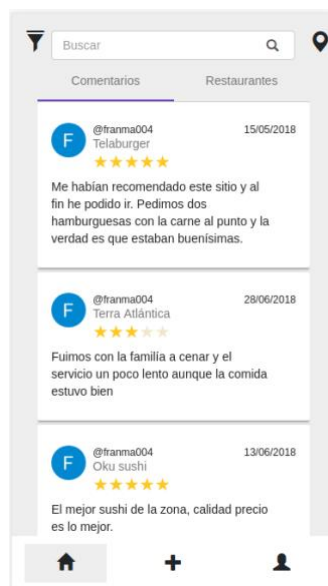 Buscar
Comentarios Restaurantes
F @franma004 15/05/2018
Telaburger
Me habían recomendado este sitio y al
fin he podido ir. Pedimos dos
hamburguesas con la carne al punto y la
verdad es que estaban buenísimas.
F @franma004 28/06/2018
Terra Atlántica
Fuimos con la família a cenar y el
servicio un poco lento aunque la comida
estuvo bien
F @franma004 13/06/2018
Oku sushi
El mejor sushi de la zona, calidad precio
es lo mejor.